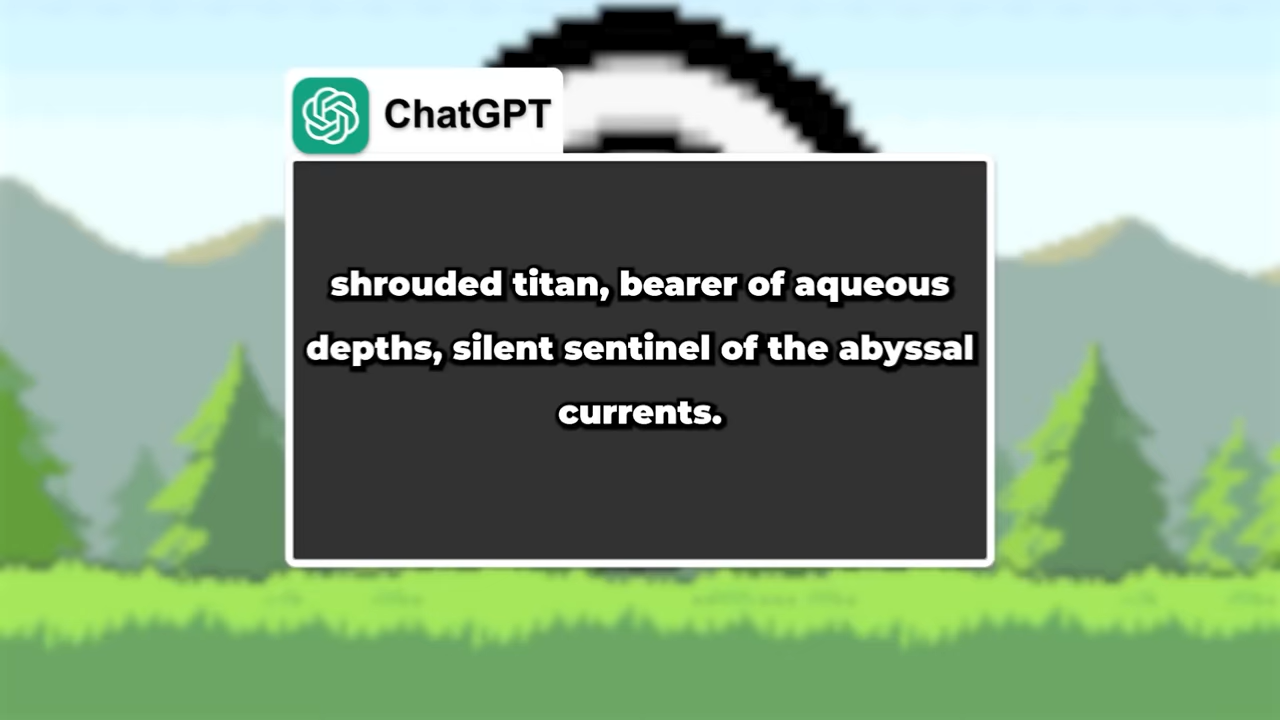 ChatGPT
shrouded titan, bearer of aqueous
depths, silent sentinel of the abyssal
currents.